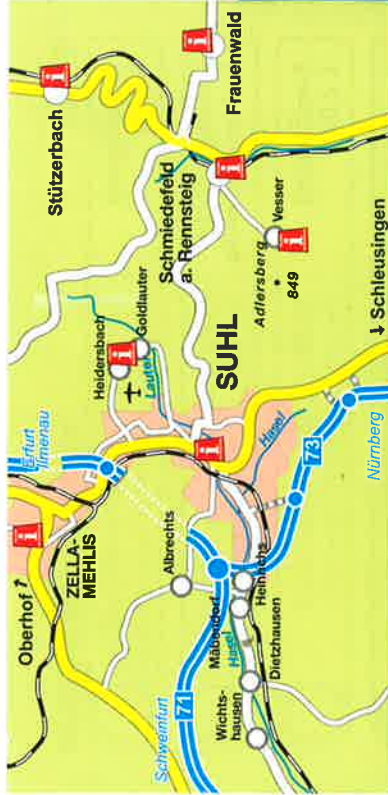 Stützerbach
Frauenwald
Schmiedefeld
a. Rennsteig
Heidersbach
Goldlauter
Lauter
Vesser
Adlersberg
849
Erfurt
Ilmenau
SUHL
↓ Schleusingen
Oberhof ↑
ZELLA-
MEHLIS
Albrechts
Hasel
73
Nürnberg
Schweinfurt
71
Mäbendorf
Hasel
Heinrichs
Dietzhausen
Wichts-
hausen